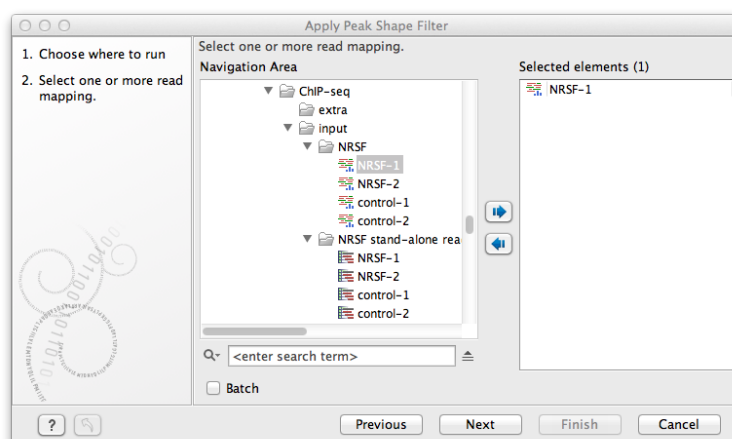 Apply Peak Shape Filter
1. Choose where to run
2. Select one or more read
mapping.
Select one or more read mapping.
Navigation Area
ChIP-seq
extra
input
NRSF
NRSF-1
NRSF-2
control-1
control-2
NRSF stand-alone rea
NRSF-1
NRSF-2
control-1
control-2
<enter search term>
Batch
Selected elements (1)
NRSF-1
?
Previous
Next
Finish
Cancel